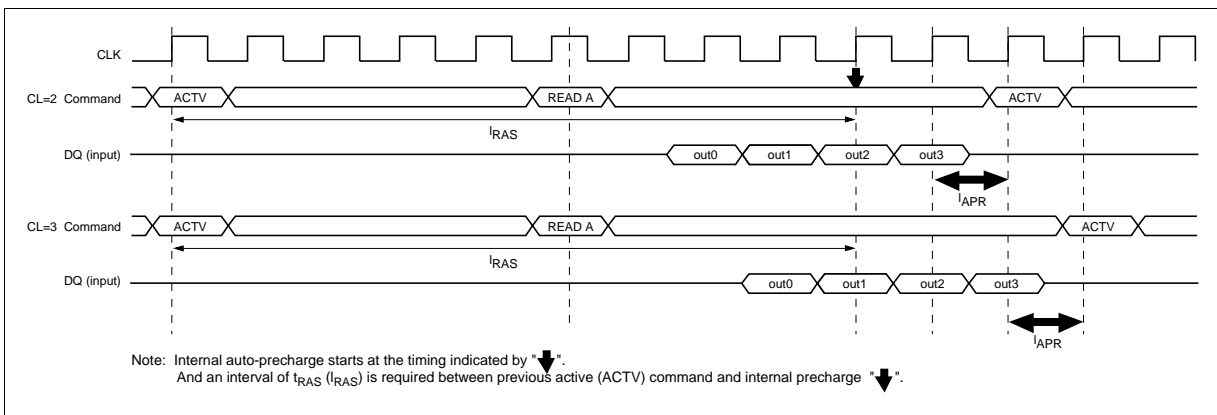 CLK
CL=2 Command
ACTV
READ A
ACTV
lRAS
DQ (input)
out0
out1
out2
out3
lAPR
CL=3 Command
ACTV
READ A
ACTV
lRAS
DQ (input)
out0
out1
out2
out3
lAPR
Note: Internal auto-precharge starts at the timing indicated by " ".
And an interval of tRAS (lRAS) is required between previous active (ACTV) command and internal precharge " ".